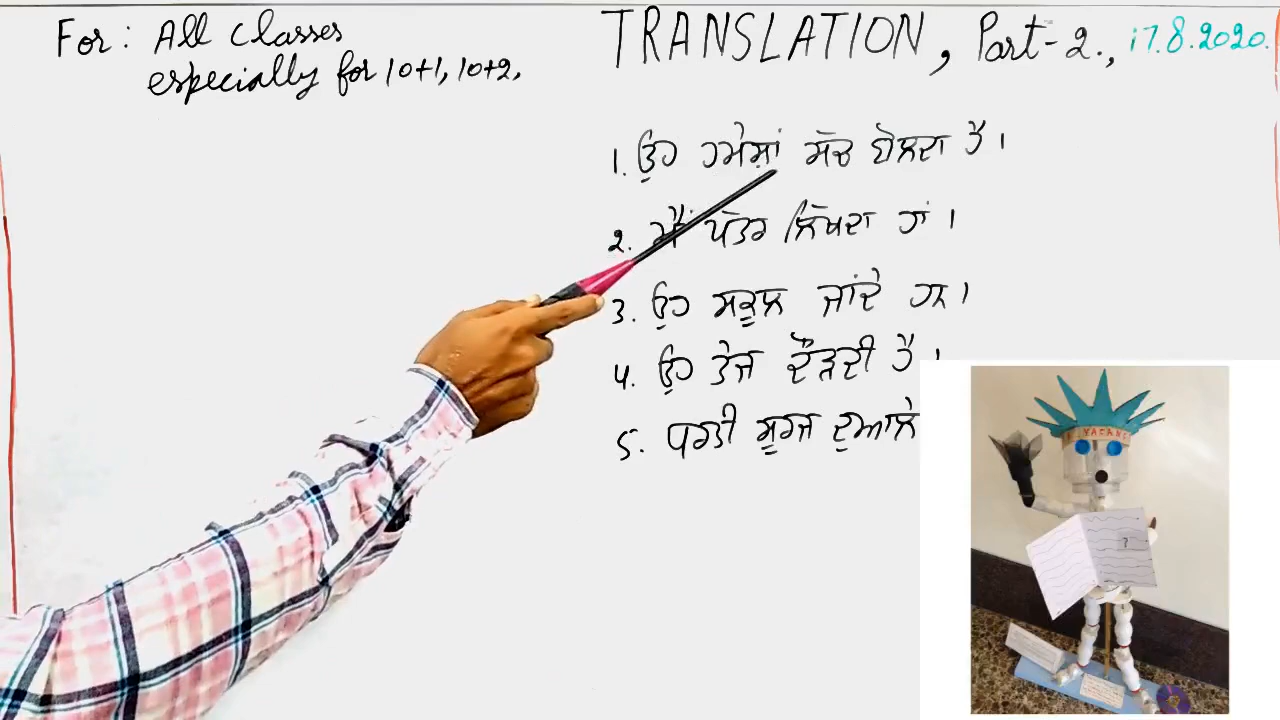 For: All classes
especially for 10+1, 10+2,
TRANSLATION, Part-2., 17.8.2020.
1. ਉਹ ਹਮੇਸ਼ਾਂ ਸੱਚ ਬੋਲਦਾ ਹੈ ।
2. ਮੈਂ ਪੱਤਰ ਲਿੱਖਦਾ ਹਾਂ ।
3. ਉਹ ਸਕੂਲ ਜਾਂਦੇ ਹਨ ।
4. ਉਹ ਤੇਜ਼ ਦੌੜਦੀ ਹੈ ।
5. ਧਰਤੀ ਸੂਰਜ ਦੁਆਲੇ
?